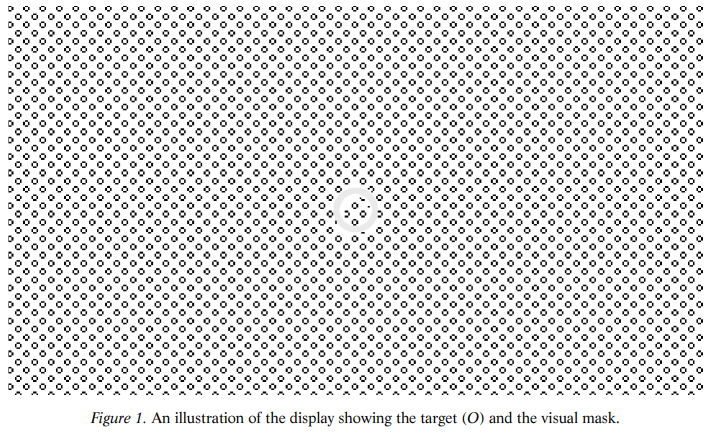 O
Figure 1. An illustration of the display showing the target (O) and the visual mask.